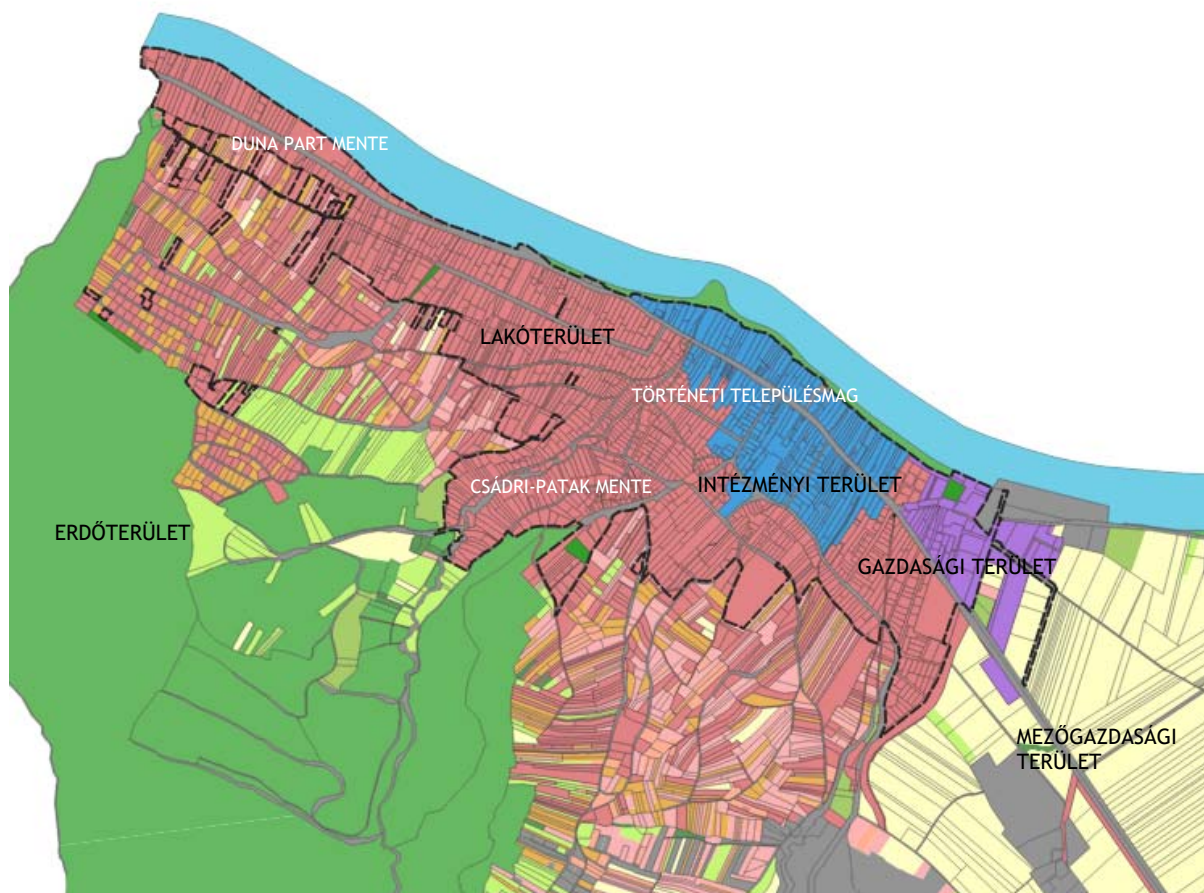 DUNA PART MENTE
LAKÓTERÜLET
TÖRTÉNETI TELEPÜLÉSMAG
CSÁDRI-PATAK MENTE
INTÉZMÉNYI TERÜLET
ERDŐTERÜLET
GAZDASÁGI TERÜLET
MEZŐGAZDASÁGI
TERÜLET